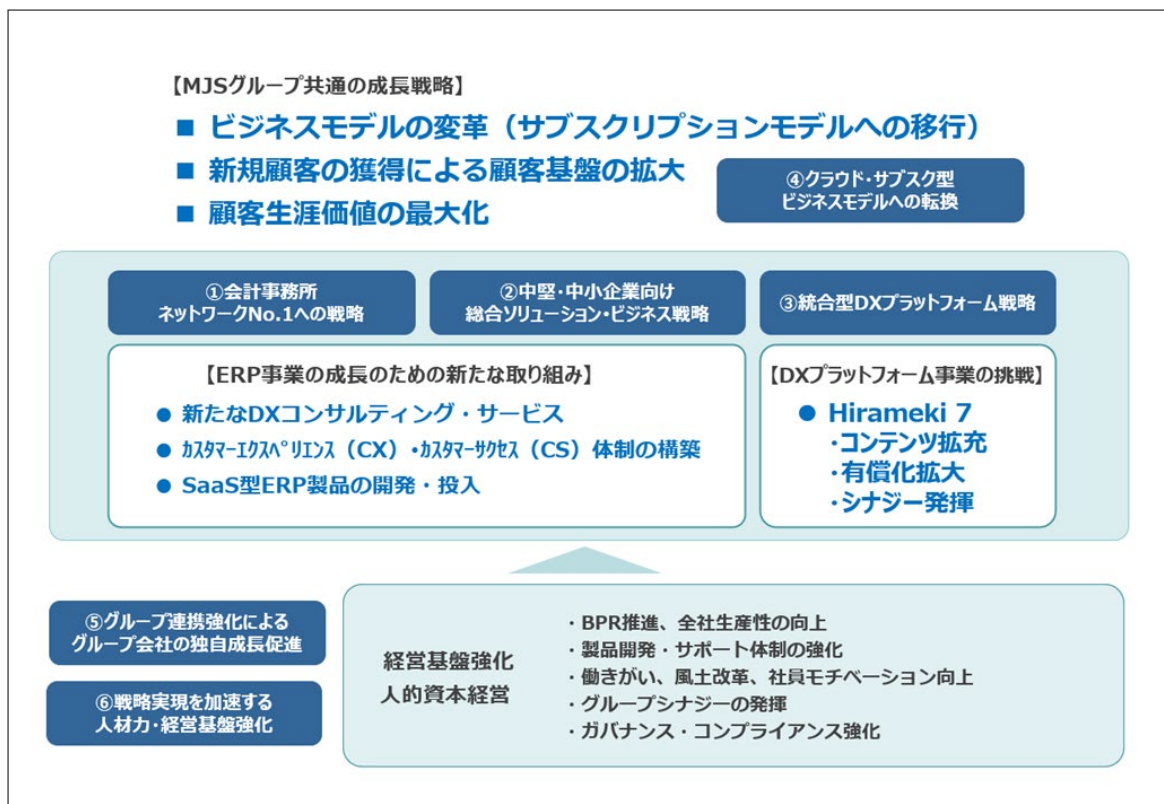 【MJSグループ共通の成長戦略】
■ ビジネスモデルの変革（サブスクリプションモデルへの移行）
■ 新規顧客の獲得による顧客基盤の拡大
■ 顧客生涯価値の最大化
④クラウド・サブスク型
ビジネスモデルへの転換
①会計事務所
ネットワークNo.1への戦略
②中堅・中小企業向け
総合ソリューション・ビジネス戦略
③統合型DXプラットフォーム戦略
【ERP事業の成長のための新たな取り組み】
● 新たなDXコンサルティング・サービス
● ｶｽﾀﾏｰｴｸｽﾍﾟﾘｴﾝｽ（CX）・ｶｽﾀﾏｰｻｸｾｽ（CS）体制の構築
● SaaS型ERP製品の開発・投入
【DXプラットフォーム事業の挑戦】
● Hirameki 7
・コンテンツ拡充
・有償化拡大
・シナジー発揮
⑤グループ連携強化による
グループ会社の独自成長促進
⑥戦略実現を加速する
人材力・経営基盤強化
経営基盤強化
人的資本経営
・BPR推進、全社生産性の向上
・製品開発・サポート体制の強化
・働きがい、風土改革、社員モチベーション向上
・グループシナジーの発揮
・ガバナンス・コンプライアンス強化